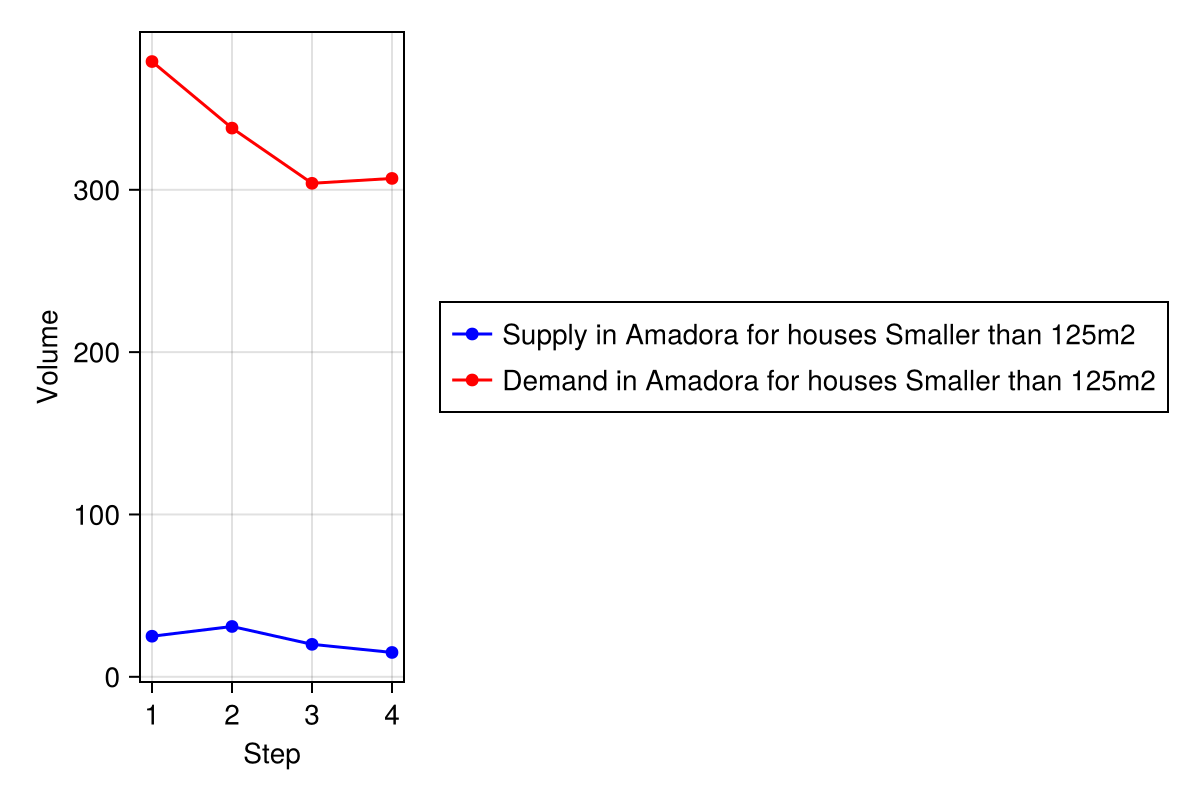 Volume
300
200
100
0
1 2 3 4
Step
Supply in Amadora for houses Smaller than 125m2
Demand in Amadora for houses Smaller than 125m2